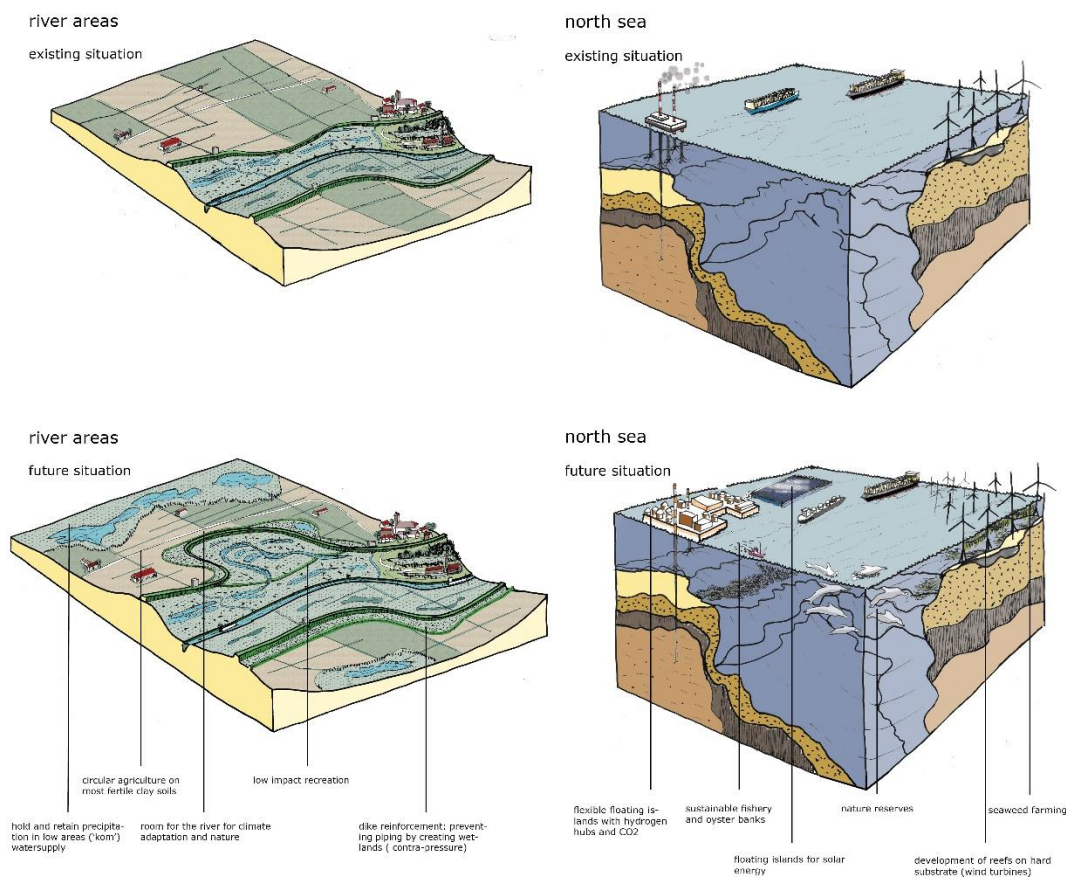 river areas
existing situation
north sea
existing situation
river areas
future situation
north sea
future situation
circular agriculture on
most fertile clay soils
low impact recreation
hold and retain precipita-
tion in low areas ('kom')
watersupply
room for the river for climate
adaptation and nature
dike reinforcement: prevent-
ing piping by creating wet-
lands ( contra-pressure)
flexible floating is-
lands with hydrogen
hubs and CO2
sustainable fishery
and oyster banks
nature reserves
seaweed farming
floating islands for solar
energy
development of reefs on hard
substrate (wind turbines)